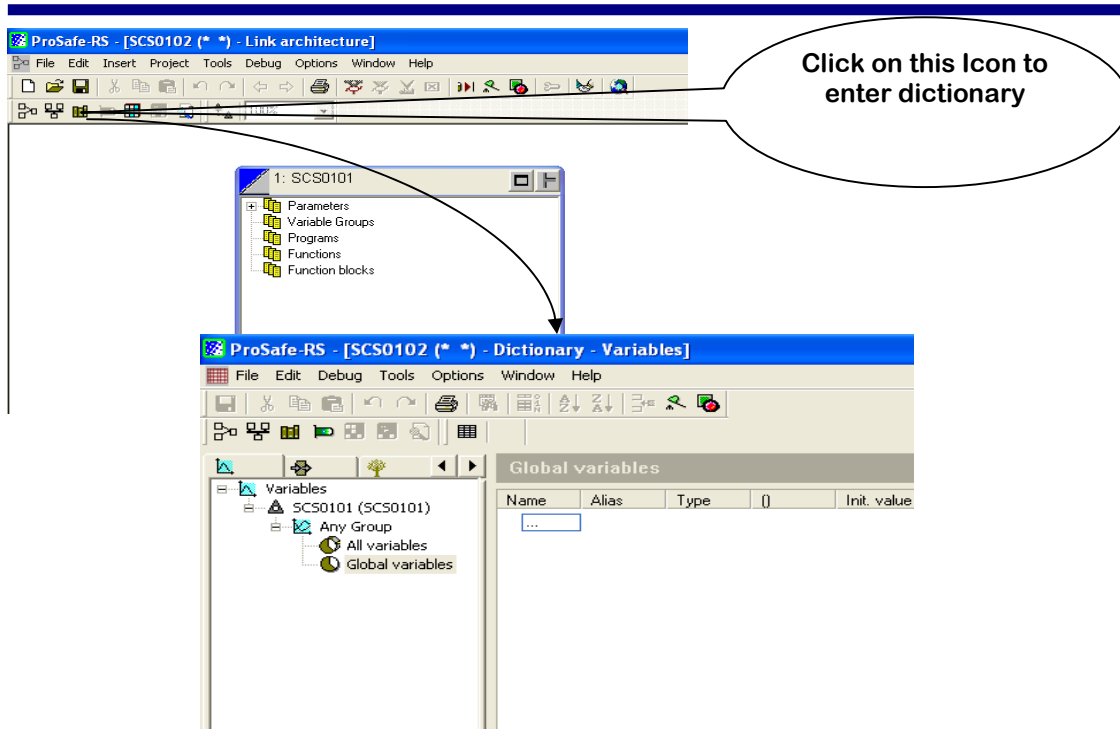 ProSafe-RS - [SCS0102 (* *) - Link architecture]
File Edit Insert Project Tools Debug Options Window Help
100%
Click on this Icon to
enter dictionary
1: SCS0101
Parameters
Variable Groups
Programs
Functions
Function blocks
ProSafe-RS - [SCS0102 (* *) - Dictionary - Variables]
File Edit Debug Tools Options Window Help
Variables
SCS0101 (SCS0101)
Any Group
All variables
Global variables
Global variables
Name Alias Type () Init. value
...